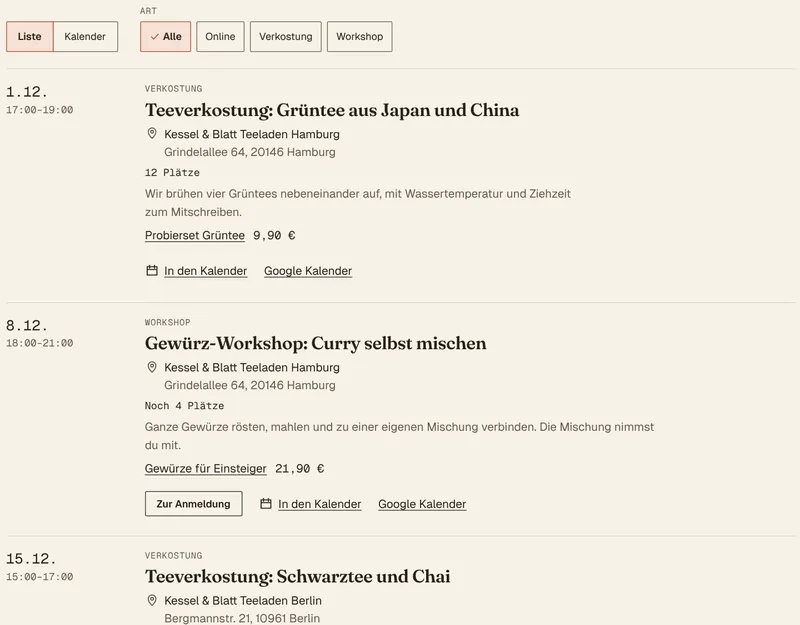 ART
Liste
Kalender
Alle
Online
Verkostung
Workshop
1.12.
17:00–19:00
VERKOSTUNG
Teeverkostung: Grüntee aus Japan und China
Kessel & Blatt Teeladen Hamburg
Grindelallee 64, 20146 Hamburg
12 Plätze
Wir brühen vier Grüntees nebeneinander auf, mit Wassertemperatur und Ziehzeit
zum Mitschreiben.
Probierset Grüntee 9,90 €
In den Kalender Google Kalender
8.12.
18:00–21:00
WORKSHOP
Gewürz-Workshop: Curry selbst mischen
Kessel & Blatt Teeladen Hamburg
Grindelallee 64, 20146 Hamburg
Noch 4 Plätze
Ganze Gewürze rösten, mahlen und zu einer eigenen Mischung verbinden. Die Mischung nimmst
du mit.
Gewürze für Einsteiger 21,90 €
Zur Anmeldung In den Kalender Google Kalender
15.12.
15:00–17:00
VERKOSTUNG
Teeverkostung: Schwarztee und Chai
Kessel & Blatt Teeladen Berlin
Bergmannstr. 21, 10961 Berlin